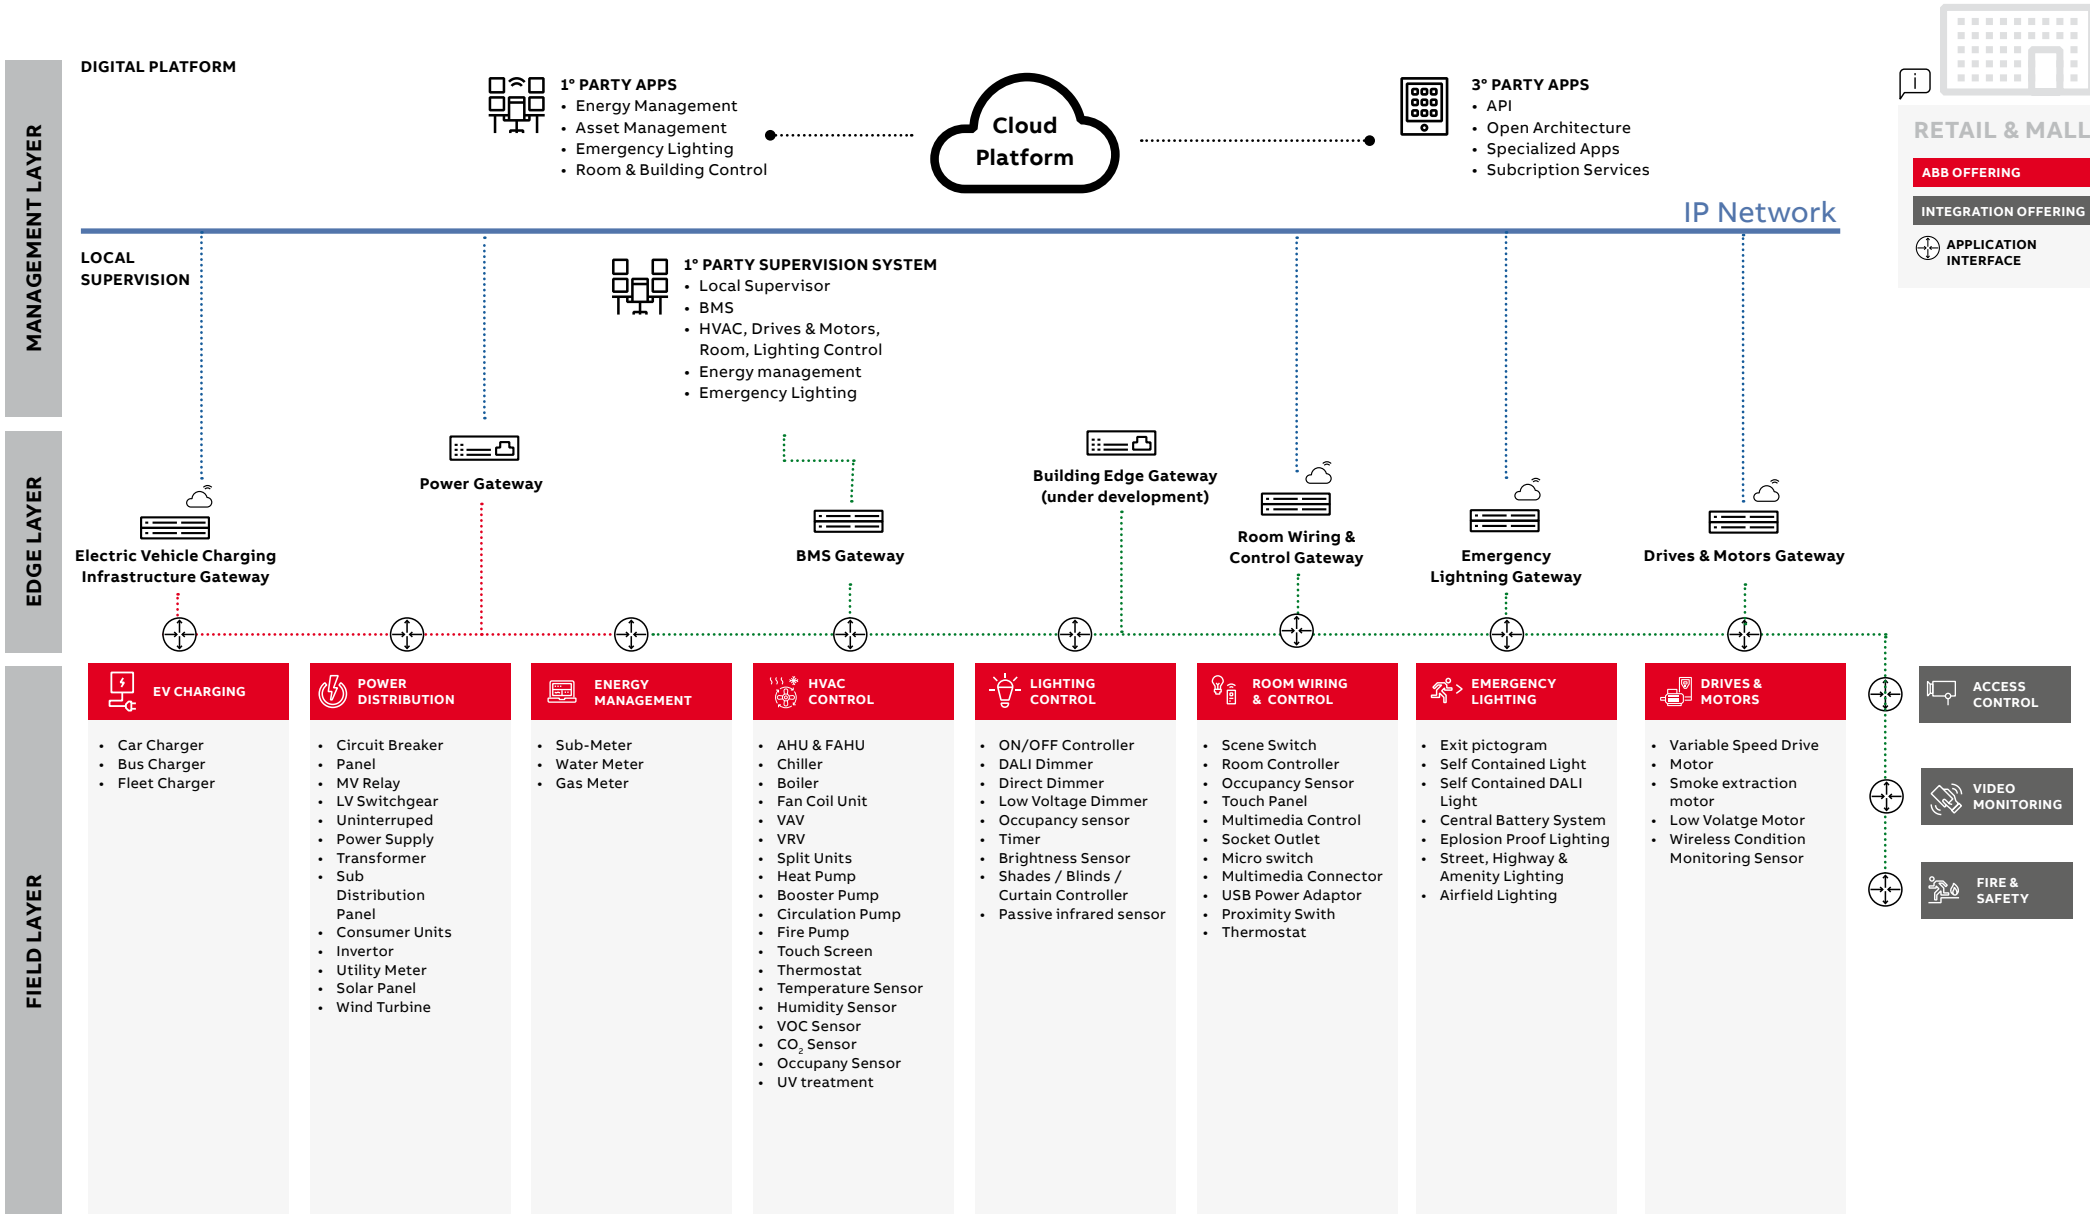 DIGITAL PLATFORM
1° PARTY APPS
• Energy Management
• Asset Management
• Emergency Lighting
• Room & Building Control
Cloud
Platform
3° PARTY APPS
• API
• Open Architecture
• Specialized Apps
• Subcription Services
i
RETAIL & MALL
ABB OFFERING
INTEGRATION OFFERING
APPLICATION
INTERFACE
MANAGEMENT LAYER
IP Network
LOCAL
SUPERVISION
1° PARTY SUPERVISION SYSTEM
• Local Supervisor
• BMS
• HVAC, Drives & Motors,
Room, Lighting Control
• Energy management
• Emergency Lighting
EDGE LAYER
Electric Vehicle Charging
Infrastructure Gateway
Power Gateway
BMS Gateway
Building Edge Gateway
(under development)
Room Wiring &
Control Gateway
Emergency
Lightning Gateway
Drives & Motors Gateway
FIELD LAYER
EV CHARGING
• Car Charger
• Bus Charger
• Fleet Charger
POWER
DISTRIBUTION
• Circuit Breaker
• Panel
• MV Relay
• LV Switchgear
• Uninterruped
• Power Supply
• Transformer
• Sub
Distribution
Panel
• Consumer Units
• Invertor
• Utility Meter
• Solar Panel
• Wind Turbine
ENERGY
MANAGEMENT
• Sub-Meter
• Water Meter
• Gas Meter
HVAC
CONTROL
• AHU & FAHU
• Chiller
• Boiler
• Fan Coil Unit
• VAV
• VRV
• Split Units
• Heat Pump
• Booster Pump
• Circulation Pump
• Fire Pump
• Touch Screen
• Thermostat
• Temperature Sensor
• Humidity Sensor
• VOC Sensor
• CO₂ Sensor
• Occupany Sensor
• UV treatment
LIGHTING
CONTROL
• ON/OFF Controller
• DALI Dimmer
• Direct Dimmer
• Low Voltage Dimmer
• Occupancy sensor
• Timer
• Brightness Sensor
• Shades / Blinds /
Curtain Controller
• Passive infrared sensor
ROOM WIRING
& CONTROL
• Scene Switch
• Room Controller
• Occupancy Sensor
• Touch Panel
• Multimedia Control
• Socket Outlet
• Micro switch
• Multimedia Connector
• USB Power Adaptor
• Proximity Swith
• Thermostat
EMERGENCY
LIGHTING
• Exit pictogram
• Self Contained Light
• Self Contained DALI
Light
• Central Battery System
• Eplosion Proof Lighting
• Street, Highway &
Amenity Lighting
• Airfield Lighting
DRIVES &
MOTORS
• Variable Speed Drive
• Motor
• Smoke extraction
motor
• Low Volatge Motor
• Wireless Condition
Monitoring Sensor
ACCESS
CONTROL
VIDEO
MONITORING
FIRE &
SAFETY